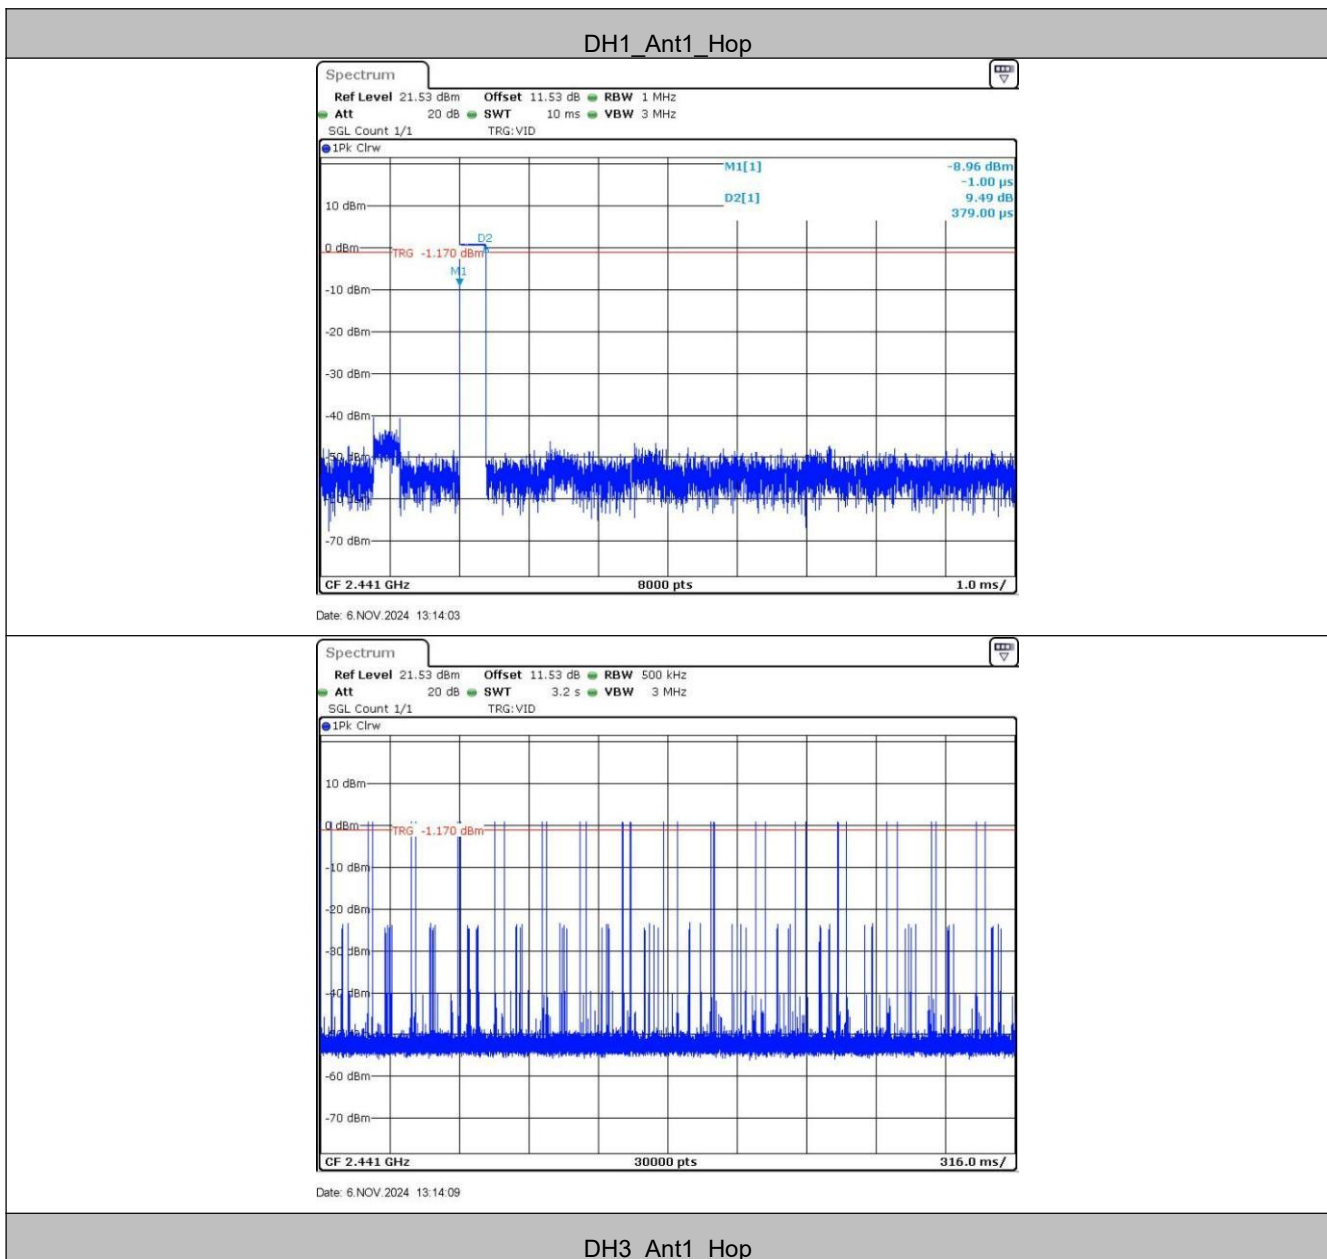 DH1_Ant1_Hop
Spectrum
Ref Level 21.53 dBm Offset 11.53 dB RBW 1 MHz
Att 20 dB SWT 10 ms VBW 3 MHz
SGL Count 1/1 TRG:VID
1Pk Clrw
M1[1] -8.96 dBm
-1.00 µs
D2[1] 9.49 dB
379.00 µs
10 dBm
D2
0 dBm
TRG -1.170 dBm
M1
-10 dBm
-20 dBm
-30 dBm
-40 dBm
-50 dBm
-70 dBm
CF 2.441 GHz 8000 pts 1.0 ms/
Date: 6.NOV.2024 13:14:03
Spectrum
Ref Level 21.53 dBm Offset 11.53 dB RBW 500 kHz
Att 20 dB SWT 3.2 s VBW 3 MHz
SGL Count 1/1 TRG:VID
1Pk Clrw
10 dBm
0 dBm
TRG -1.170 dBm
-10 dBm
-20 dBm
-30 dBm
-40 dBm
-60 dBm
-70 dBm
CF 2.441 GHz 30000 pts 316.0 ms/
Date: 6.NOV.2024 13:14:09
DH3_Ant1_Hop